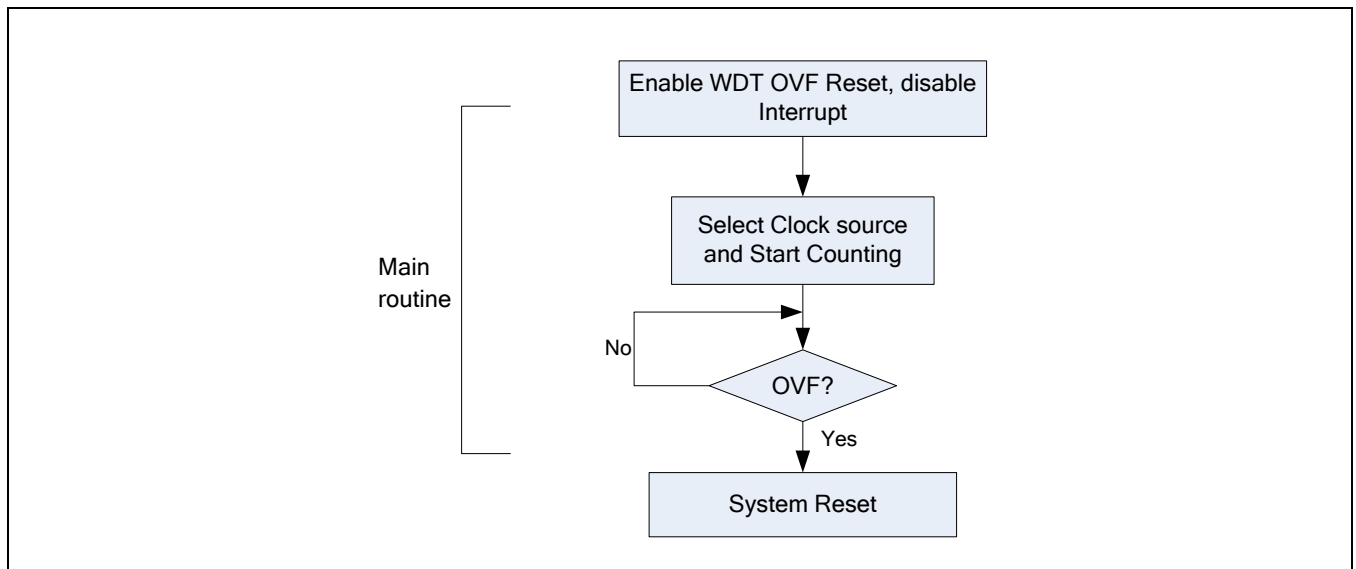 Enable WDT OVF Reset, disable
Interrupt
Select Clock source
and Start Counting
Main
routine
No
OVF?
Yes
System Reset